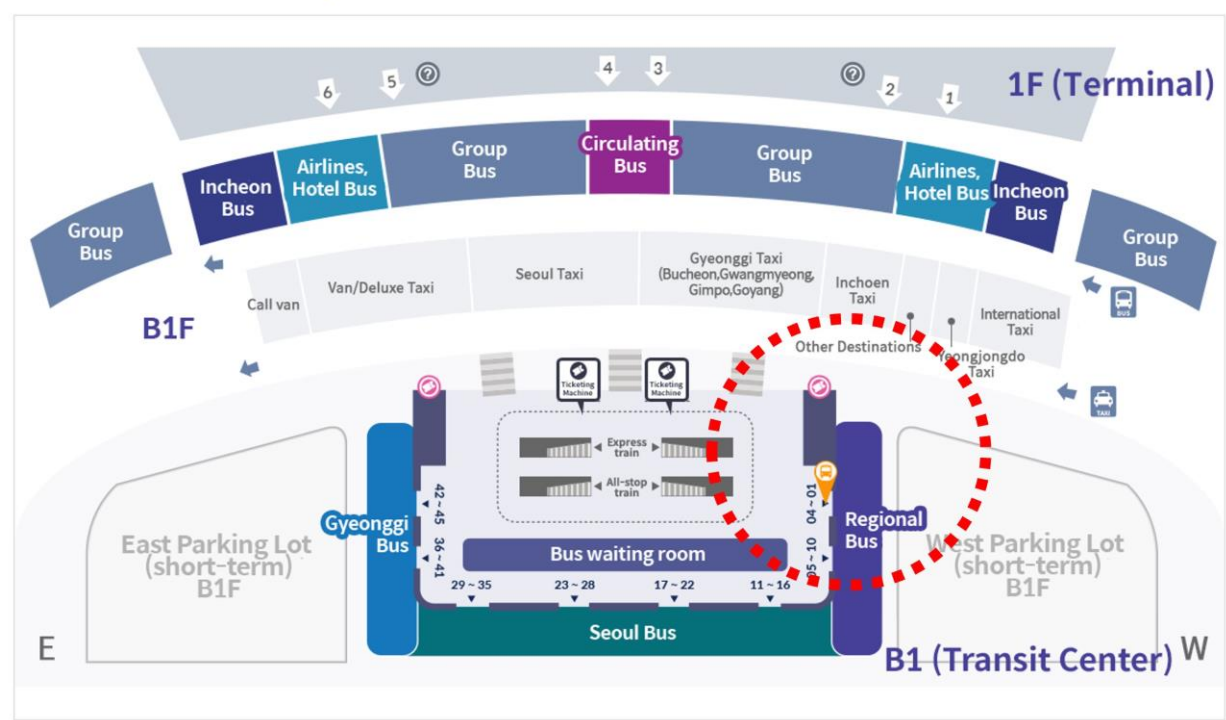 1F (Terminal)
6
5
?
4
3
?
2
1
Group
Bus
Incheon
Bus
Airlines,
Hotel Bus
Group
Bus
Circulating
Bus
Group
Bus
Airlines,
Hotel Bus
Incheon
Bus
Group
Bus
Call van
Van/Deluxe Taxi
Seoul Taxi
Gyeonggi Taxi
(Bucheon,Gwangmyeong,
Gimpo,Goyang)
Inchoen
Taxi
Other Destinations
Yeongjongdo
Taxi
International
Taxi
BUS
TAXI
B1F
Ticketing
Machine
Ticketing
Machine
Express
train
All-stop
train
42 ~ 45
36 ~ 41
04 ~ 01
05 ~ 10
Gyeonggi
Bus
Regional
Bus
Bus waiting room
29 ~ 35
23 ~ 28
17 ~ 22
11 ~ 16
Seoul Bus
East Parking Lot
(short-term)
B1F
West Parking Lot
(short-term)
B1F
E
B1 (Transit Center)
W